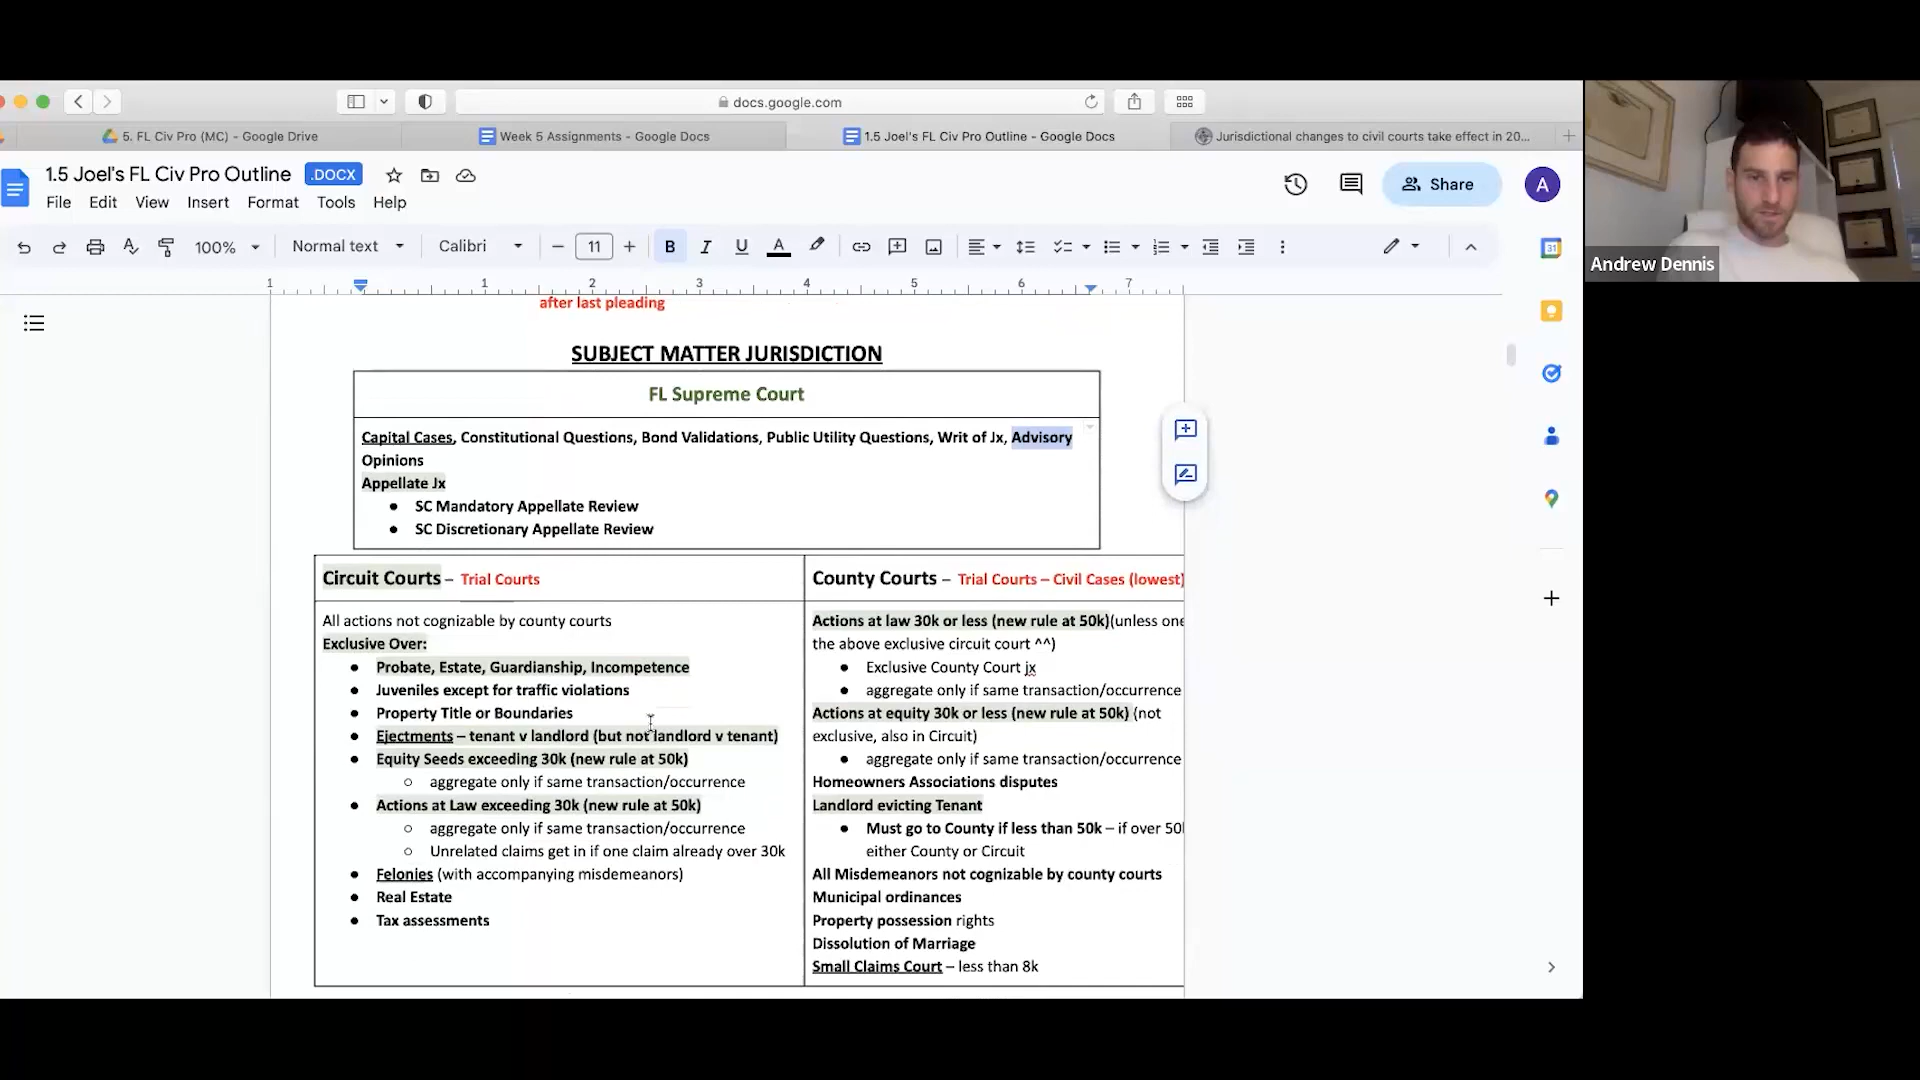 docs.google.com
5. FL Civ Pro (MC) - Google Drive
Week 5 Assignments - Google Docs
1.5 Joel's FL Civ Pro Outline - Google Docs
Jurisdictional changes to civil courts take effect in 20...
1.5 Joel's FL Civ Pro Outline .DOCX
Share
A
File Edit View Insert Format Tools Help
100% Normal text Calibri 11 B I U A
31
1 1 2 3 4 5 6 7
Andrew Dennis
after last pleading
SUBJECT MATTER JURISDICTION
FL Supreme Court
Capital Cases, Constitutional Questions, Bond Validations, Public Utility Questions, Writ of Jx, Advisory
Opinions
Appellate Jx
● SC Mandatory Appellate Review
● SC Discretionary Appellate Review
Circuit Courts – Trial Courts
All actions not cognizable by county courts
Exclusive Over:
● Probate, Estate, Guardianship, Incompetence
● Juveniles except for traffic violations
● Property Title or Boundaries
● Ejectments – tenant v landlord (but not landlord v tenant)
● Equity Seeds exceeding 30k (new rule at 50k)
○ aggregate only if same transaction/occurrence
● Actions at Law exceeding 30k (new rule at 50k)
○ aggregate only if same transaction/occurrence
○ Unrelated claims get in if one claim already over 30k
● Felonies (with accompanying misdemeanors)
● Real Estate
● Tax assessments
County Courts – Trial Courts – Civil Cases (lowest)
Actions at law 30k or less (new rule at 50k)(unless one
the above exclusive circuit court ^^)
● Exclusive County Court jx
● aggregate only if same transaction/occurrence
Actions at equity 30k or less (new rule at 50k) (not
exclusive, also in Circuit)
● aggregate only if same transaction/occurrence
Homeowners Associations disputes
Landlord evicting Tenant
● Must go to County if less than 50k – if over 50k
either County or Circuit
All Misdemeanors not cognizable by county courts
Municipal ordinances
Property possession rights
Dissolution of Marriage
Small Claims Court – less than 8k